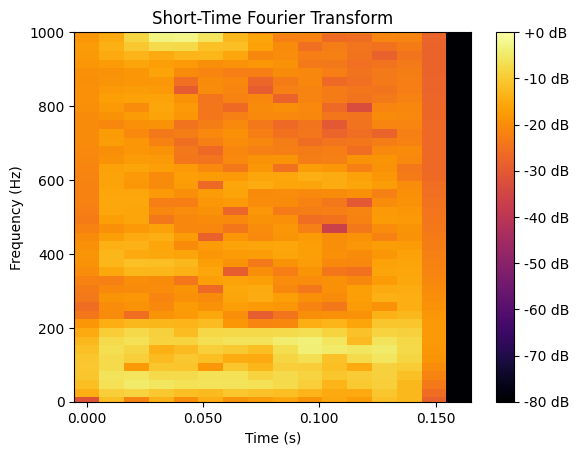 Short-Time Fourier Transform
Frequency (Hz)
1000
800
600
400
200
0
0.000
0.050
0.100
0.150
Time (s)
+0 dB
-10 dB
-20 dB
-30 dB
-40 dB
-50 dB
-60 dB
-70 dB
-80 dB